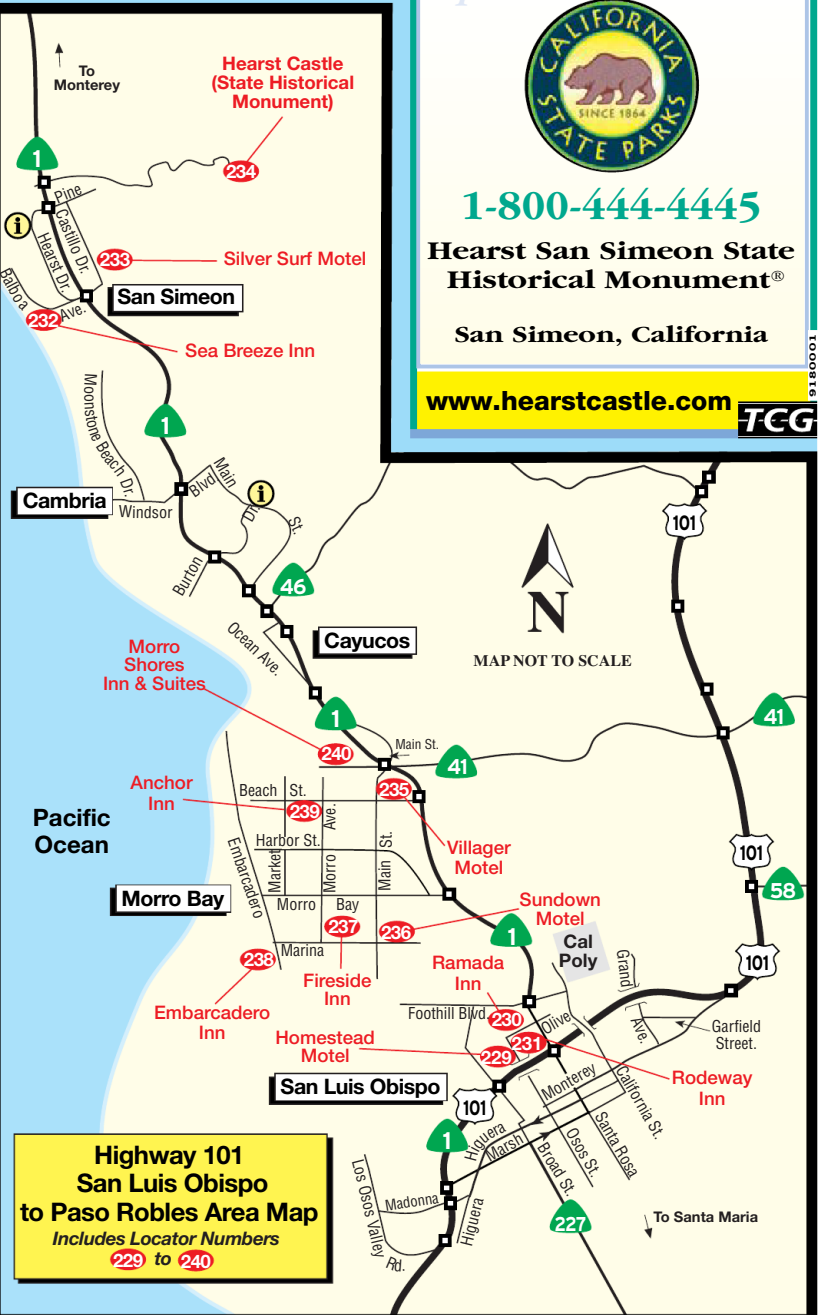 CALIFORNIA
STATE PARKS
SINCE 1864
1-800-444-4445
Hearst San Simeon State
Historical Monument®
San Simeon, California
www.hearstcastle.com
TCG
9180001
To
Monterey
Hearst Castle
(State Historical
Monument)
234
1
Pine
i
Castillo Dr.
Hearst Dr.
233
Silver Surf Motel
San Simeon
Balboa
Ave.
232
Sea Breeze Inn
Moonstone Beach Dr.
1
Cambria
Windsor
Blvd.
Main
St.
i
Dr.
Burton
46
101
N
MAP NOT TO SCALE
Ocean Ave.
Cayucos
Morro
Shores
Inn & Suites
1
240
Main St.
41
41
Anchor
Inn
Beach St.
239
235
Ave.
Pacific
Ocean
Harbor St.
St.
Villager
Motel
Embarcadero
Market
Morro
Main
101
58
Morro Bay
Morro Bay
237
236
Sundown
Motel
1
Cal
Poly
Marina
238
Fireside
Inn
Ramada
Inn
Grand
Ave.
101
Embarcadero
Inn
Foothill Blvd.
230
Olive
Garfield
Street.
Homestead
Motel
229
231
Rodeway
Inn
San Luis Obispo
101
Monterey
California St.
1
Higuera
Marsh
Santa Rosa
Osos St.
Broad St.
Los Osos Valley
Rd.
Madonna
Higuera
227
To Santa Maria
Highway 101
San Luis Obispo
to Paso Robles Area Map
Includes Locator Numbers
229 to 240